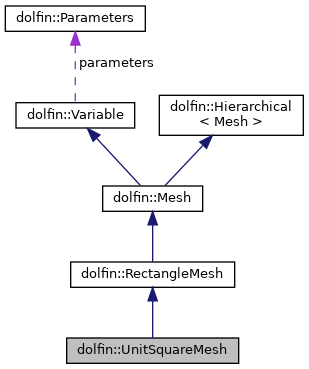 dolfin::Parameters
parameters
dolfin::Variable
dolfin::Hierarchical
< Mesh >
dolfin::Mesh
dolfin::RectangleMesh
dolfin::UnitSquareMesh